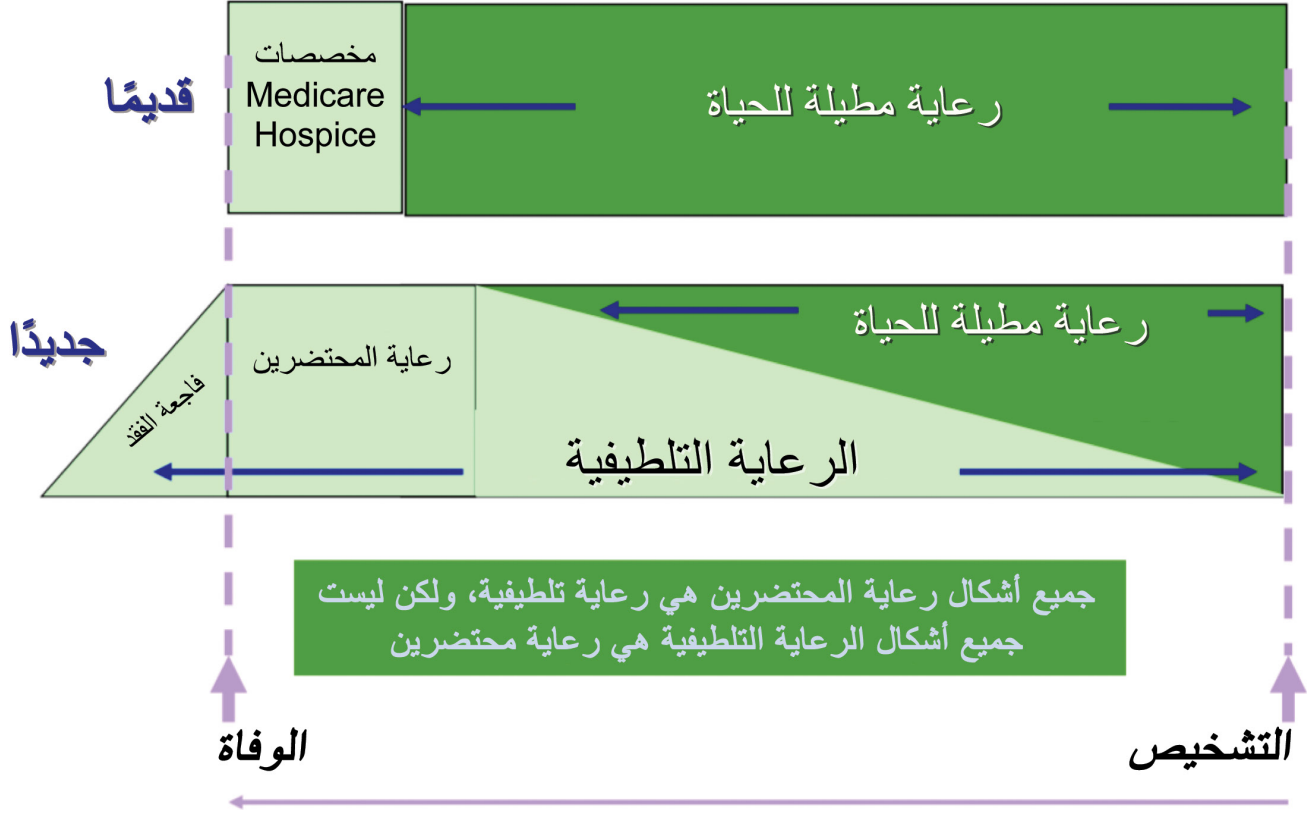 قديمًا
رعاية مطيلة للحياة
مخصصات
Medicare
Hospice
جديدًا
رعاية مطيلة للحياة
رعاية المحتضرين
فاجعة الفقد
الرعاية التلطيفية
جميع أشكال رعاية المحتضرين هي رعاية تلطيفية، ولكن ليست
جميع أشكال الرعاية التلطيفية هي رعاية محتضرين
التشخيص
الوفاة